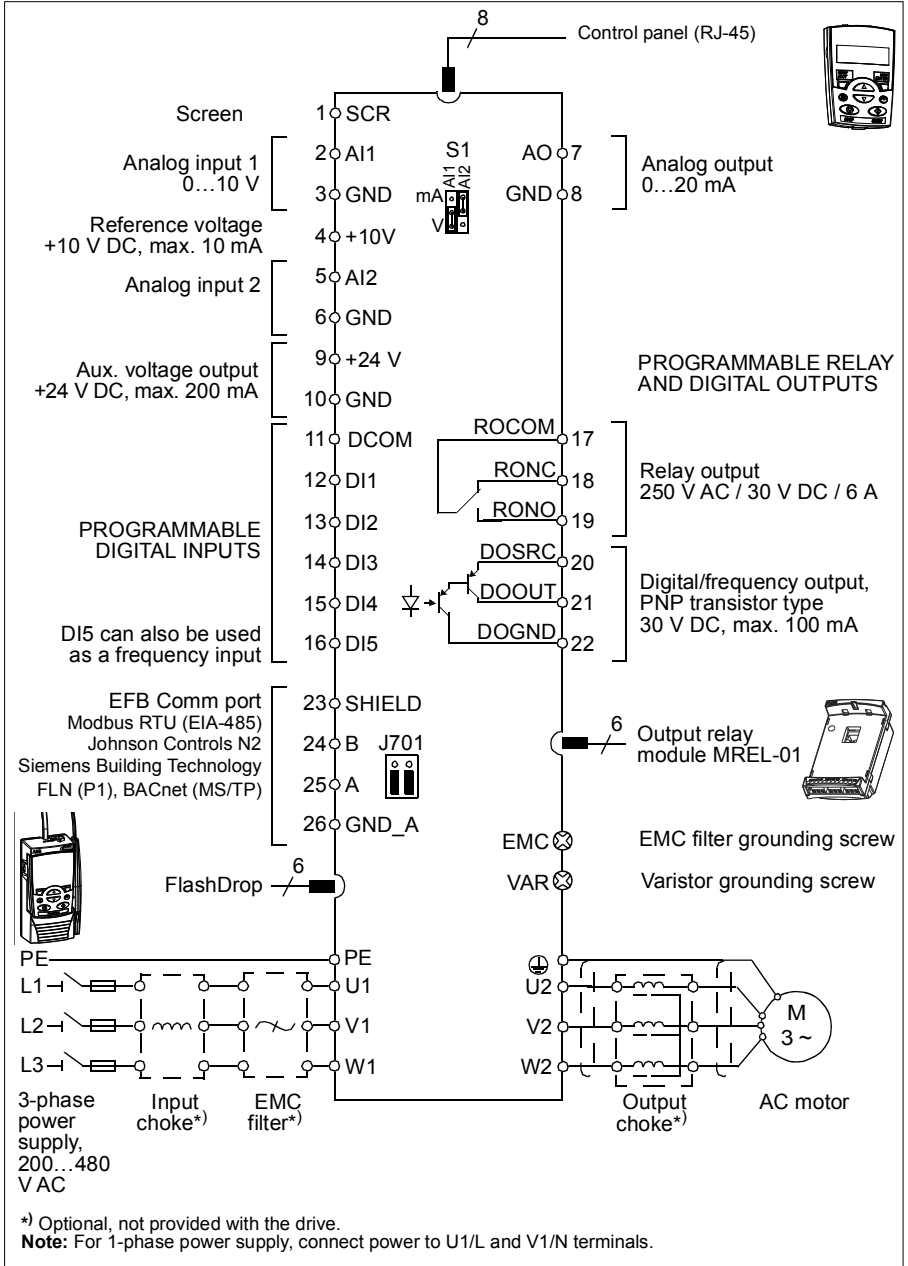 8
Control panel (RJ-45)
Screen
1 SCR
Analog input 1
0…10 V
2 AI1
3 GND
S1
AI1
AI2
mA
V
AO 7
GND 8
Analog output
0…20 mA
Reference voltage
+10 V DC, max. 10 mA
4 +10V
Analog input 2
5 AI2
6 GND
Aux. voltage output
+24 V DC, max. 200 mA
9 +24 V
10 GND
PROGRAMMABLE RELAY
AND DIGITAL OUTPUTS
PROGRAMMABLE
DIGITAL INPUTS
DI5 can also be used
as a frequency input
11 DCOM
12 DI1
13 DI2
14 DI3
15 DI4
16 DI5
ROCOM 17
RONC 18
RONO 19
Relay output
250 V AC / 30 V DC / 6 A
DOSRC 20
DOOUT 21
DOGND 22
Digital/frequency output,
PNP transistor type
30 V DC, max. 100 mA
EFB Comm port
Modbus RTU (EIA-485)
Johnson Controls N2
Siemens Building Technology
FLN (P1), BACnet (MS/TP)
23 SHIELD
24 B
25 A
26 GND_A
J701
6
Output relay
module MREL-01
EMC
EMC filter grounding screw
VAR
Varistor grounding screw
FlashDrop
6
PE
PE
L1
U1
L2
V1
L3
W1
U2
V2
W2
M
3 ~
3-phase
power
supply,
200…480
V AC
Input
choke*)
EMC
filter*)
Output
choke*)
AC motor
*) Optional, not provided with the drive.
Note: For 1-phase power supply, connect power to U1/L and V1/N terminals.